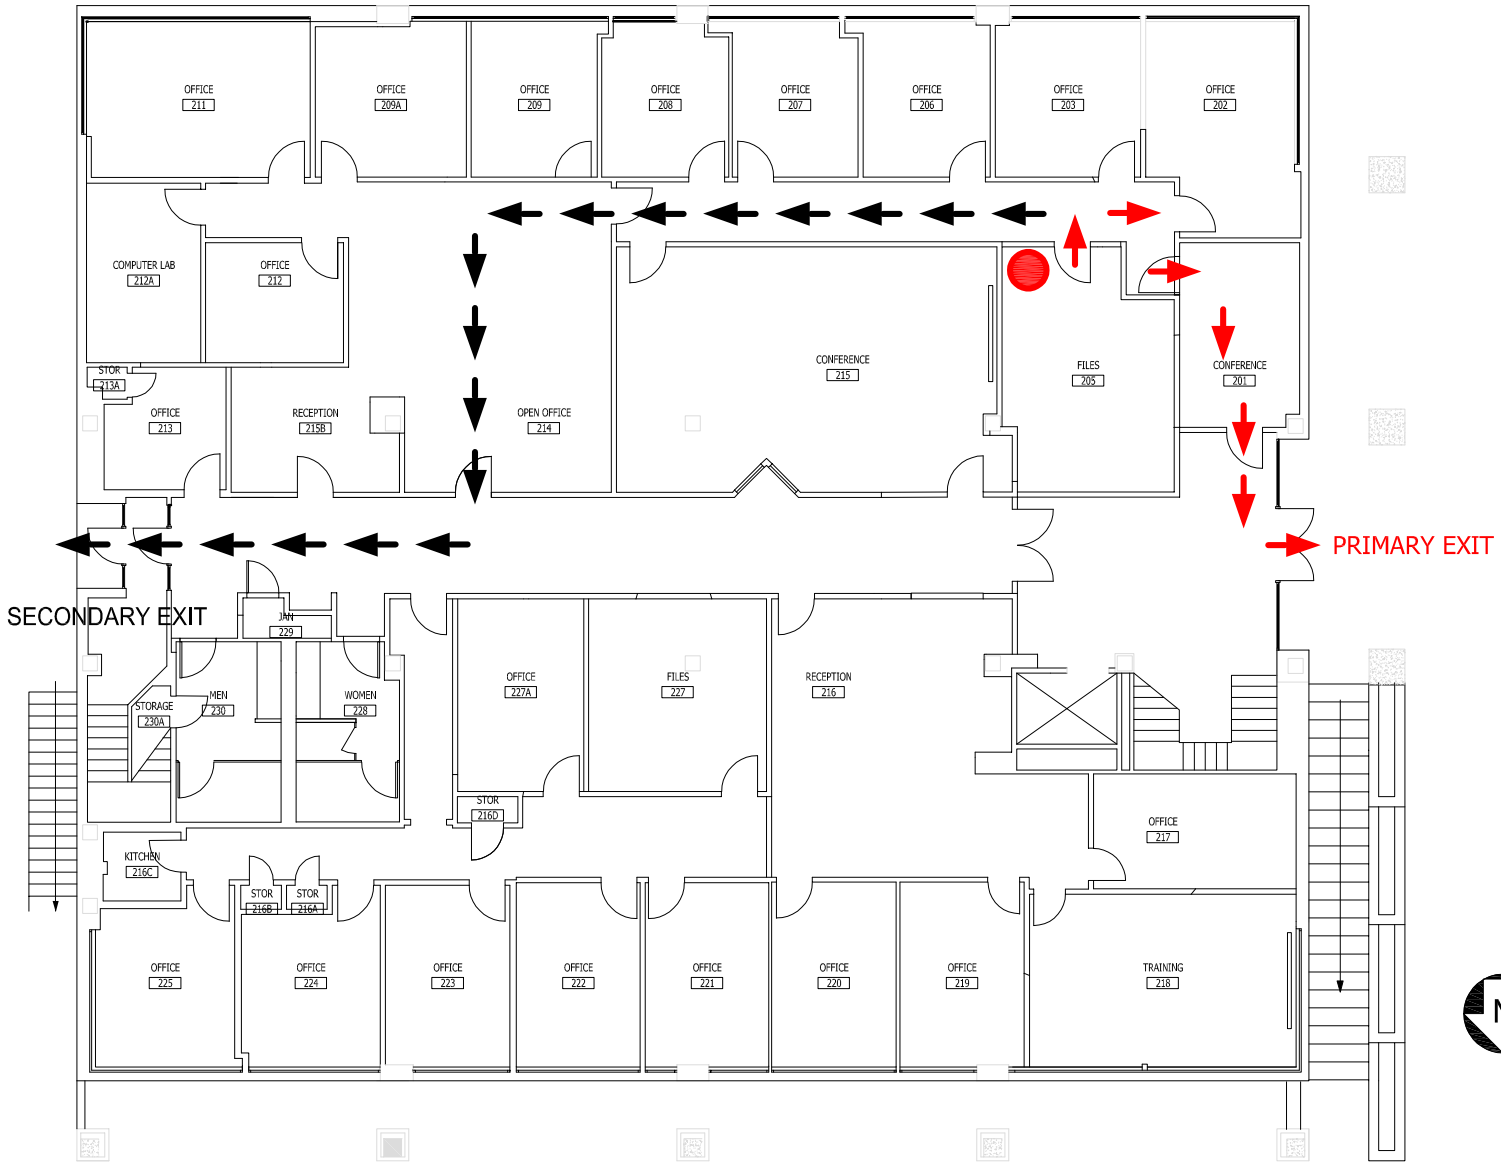 OFFICE
211
OFFICE
209A
OFFICE
209
OFFICE
208
OFFICE
207
OFFICE
206
OFFICE
203
OFFICE
202
COMPUTER LAB
212A
OFFICE
212
STOR
213A
OFFICE
213
RECEPTION
215B
OPEN OFFICE
214
CONFERENCE
215
FILES
205
CONFERENCE
201
PRIMARY EXIT
SECONDARY EXIT
JAN
229
MEN
230
WOMEN
228
STORAGE
230A
OFFICE
227A
FILES
227
RECEPTION
216
STOR
216D
KITCHEN
216C
STOR
216B
STOR
216A
OFFICE
217
OFFICE
225
OFFICE
224
OFFICE
223
OFFICE
222
OFFICE
221
OFFICE
220
OFFICE
219
TRAINING
218